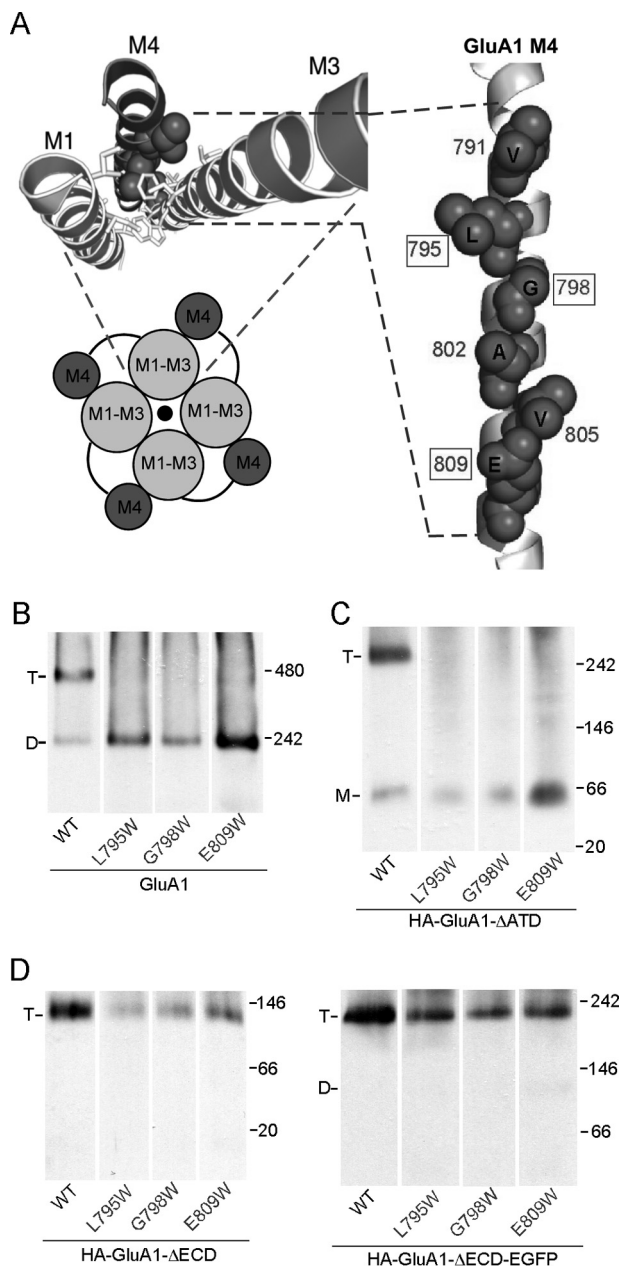 A
M4
M3
M1
GluA1 M4
791
V
L
795
G
798
802
A
V
805
809
E
M4
M4
M1-M3
M1-M3
M1-M3
M1-M3
M4
M4
B
T–
D–
-480
-242
WT
L795W
G798W
E809W
GluA1
C
T–
M–
-242
-146
-66
-20
WT
L795W
G798W
E809W
HA-GluA1-ΔATD
D
T–
-146
-66
-20
WT
L795W
G798W
E809W
HA-GluA1-ΔECD
T–
D–
-242
-146
-66
WT
L795W
G798W
E809W
HA-GluA1-ΔECD-EGFP